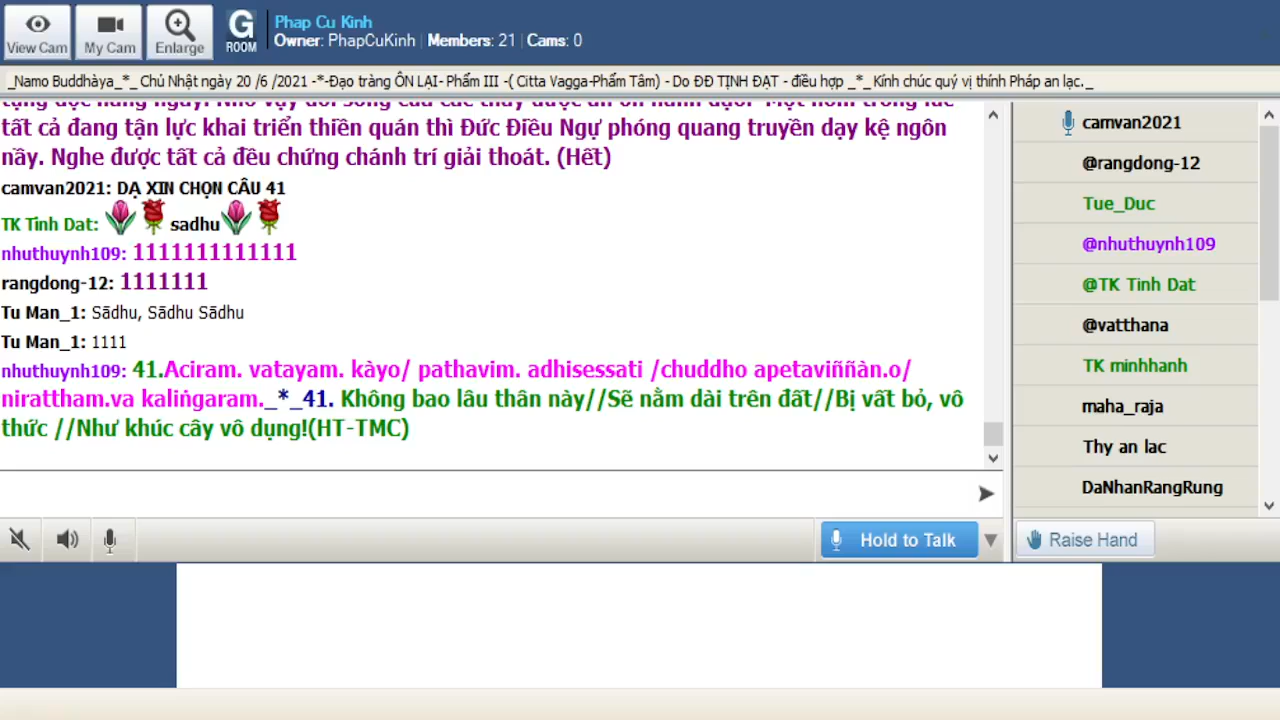 View Cam
My Cam
Enlarge
G
ROOM
Phap Cu Kinh
Owner: PhapCuKinh | Members: 21 | Cams: 0
_Namo Buddhàya_*_ Chủ Nhật ngày 20 /6 /2021 -*-Đạo tràng ÔN LẠI- Phẩm III -( Citta Vagga-Phẩm Tâm) - Do ĐĐ TỊNH ĐẠT - điều hợp _*_ Kính chúc quý vị thính Pháp an lạc._
tất cả đang tận lực khai triển thiền quán thì Đức Điều Ngự phóng quang truyền dạy kệ ngôn
nầy. Nghe được tất cả đều chứng chánh trí giải thoát. (Hết)
camvan2021: DẠ XIN CHỌN CÂU 41
TK Tinh Dat: sadhu
nhuthuynh109: 1111111111111
rangdong-12: 1111111
Tu Man_1: Sādhu, Sādhu Sādhu
Tu Man_1: 1111
nhuthuynh109: 41.Aciram. vatayam. kàyo/ pathavim. adhisessati /chuddho apetaviññàn.o/
nirattham.va kaliṅgaram._*_41. Không bao lâu thân này//Sẽ nằm dài trên đất//Bị vất bỏ, vô
thức //Như khúc cây vô dụng!(HT-TMC)
Hold to Talk
camvan2021
@rangdong-12
Tue_Duc
@nhuthuynh109
@TK Tinh Dat
@vatthana
TK minhhanh
maha_raja
Thy an lac
DaNhanRangRung
Raise Hand